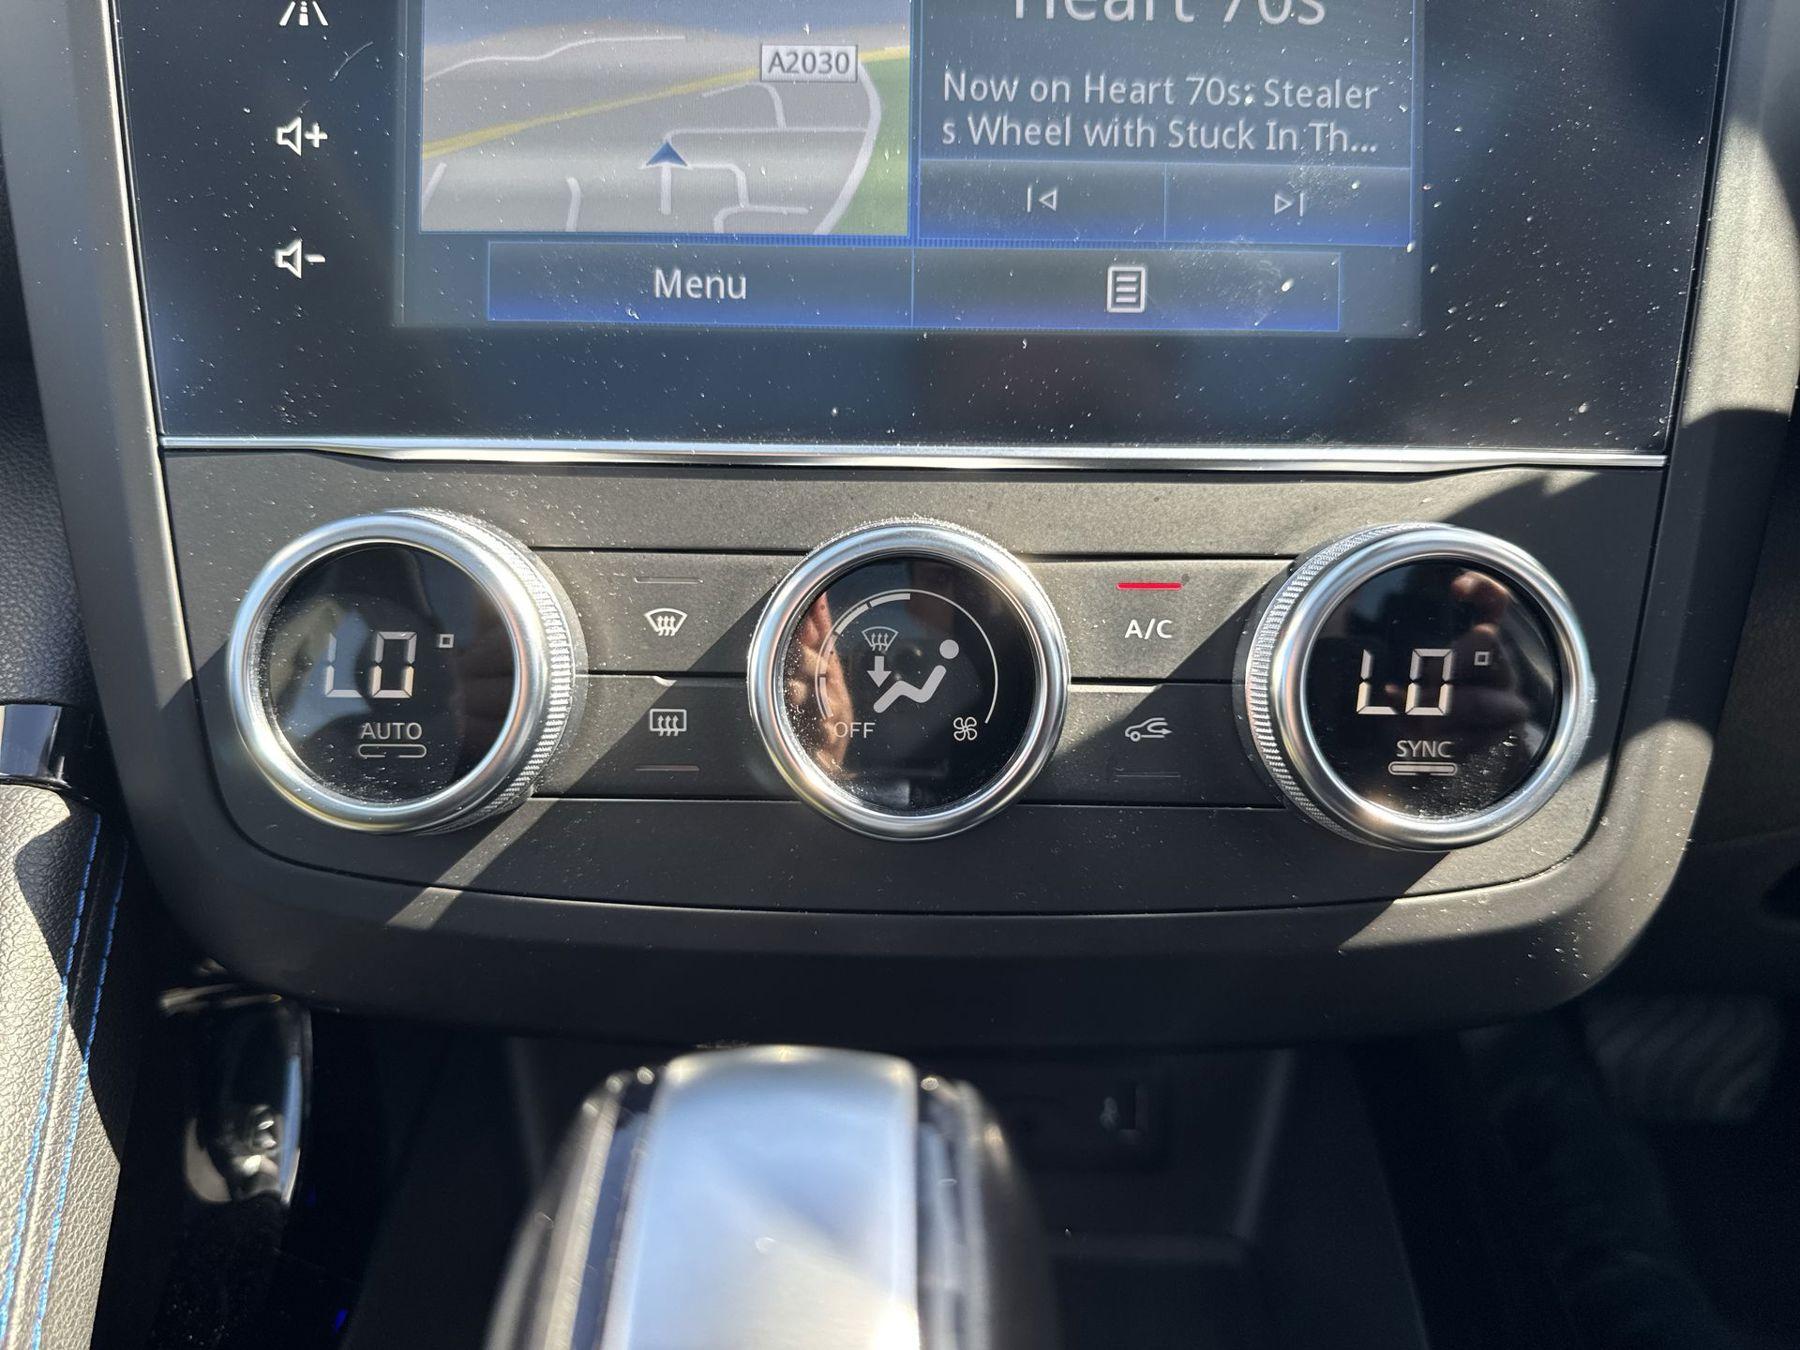 Heart 70s
A2030
Now on Heart 70s: Stealer
s Wheel with Stuck In Th...
Menu
LO°
AUTO
OFF
A/C
LO°
SYNC